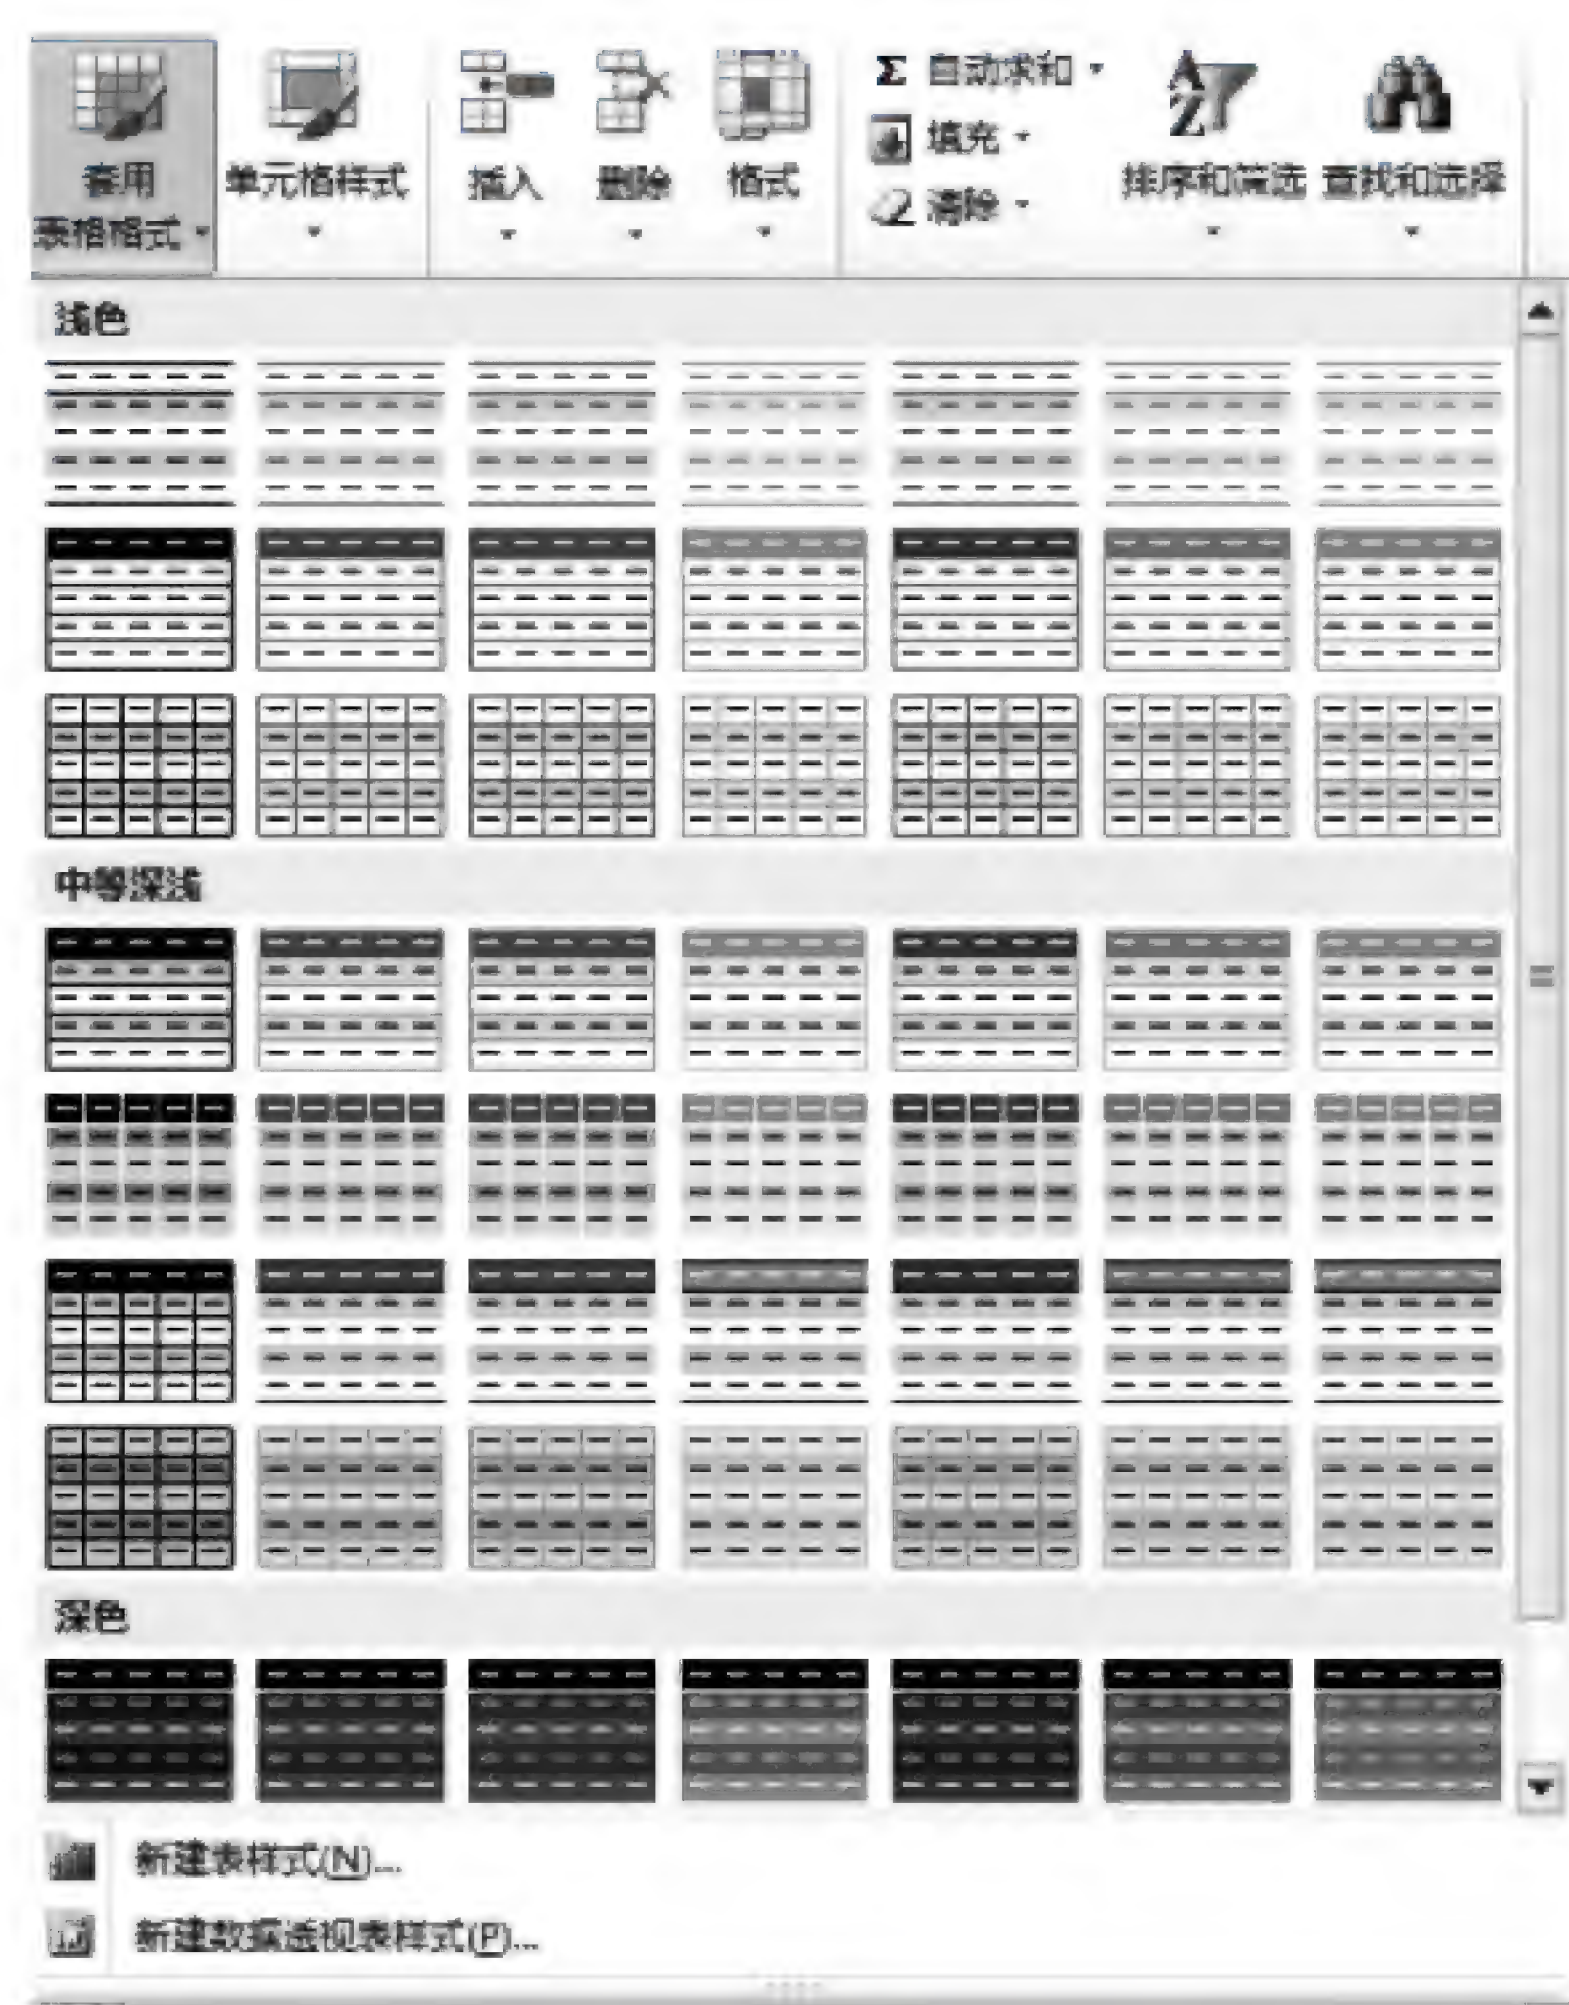 Σ 自动求和
填充
清除
套用
表格格式
单元格样式
插入
删除
格式
排序和筛选
查找和选择
浅色
中等深浅
深色
新建表样式(N)...
新建数据透视表样式(P)...